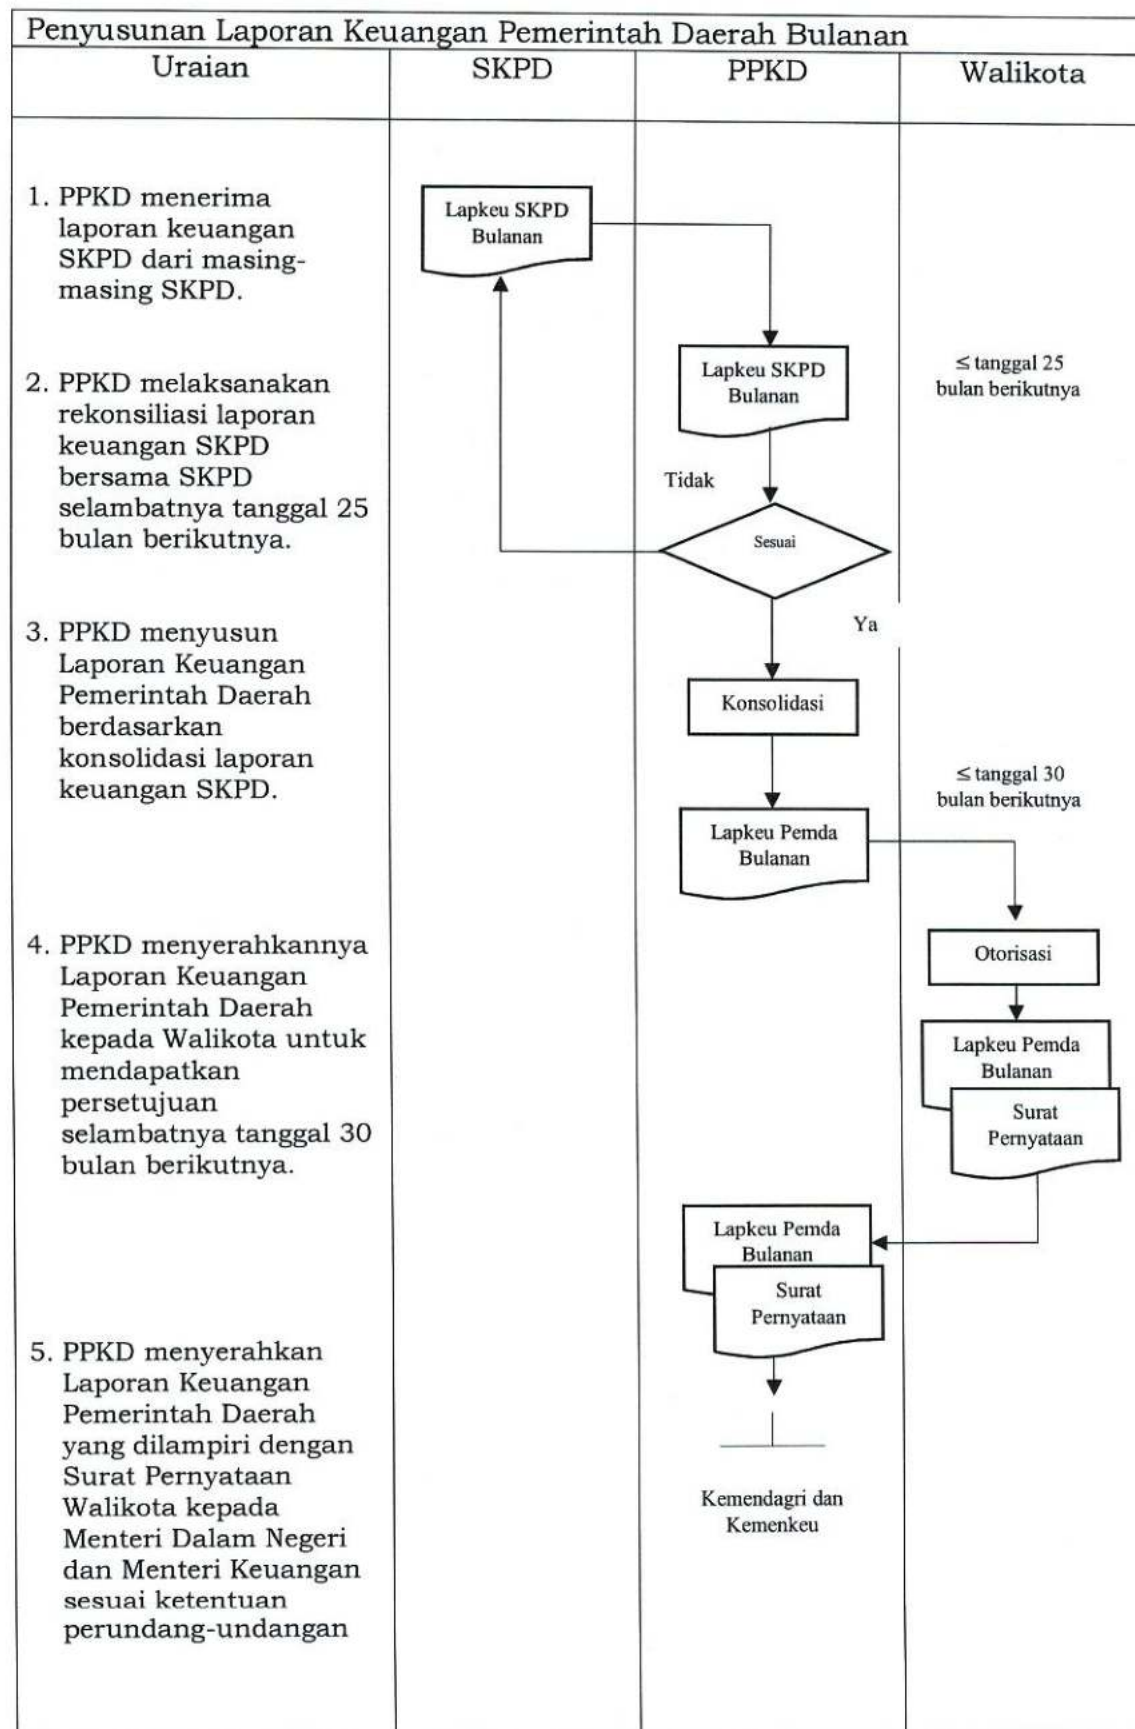 Penyusunan Laporan Keuangan Pemerintah Daerah Bulanan
Uraian
SKPD
PPKD
Walikota
1. PPKD menerima
laporan keuangan
SKPD dari masing-
masing SKPD.
Lapkeu SKPD
Bulanan
2. PPKD melaksanakan
rekonsiliasi laporan
keuangan SKPD
bersama SKPD
selambatnya tanggal 25
bulan berikutnya.
Lapkeu SKPD
Bulanan
≤ tanggal 25
bulan berikutnya
Tidak
Sesuai
Ya
3. PPKD menyusun
Laporan Keuangan
Pemerintah Daerah
berdasarkan
konsolidasi laporan
keuangan SKPD.
Konsolidasi
≤ tanggal 30
bulan berikutnya
Lapkeu Pemda
Bulanan
4. PPKD menyerahkannya
Laporan Keuangan
Pemerintah Daerah
kepada Walikota untuk
mendapatkan
persetujuan
selambatnya tanggal 30
bulan berikutnya.
Otorisasi
Lapkeu Pemda
Bulanan
Surat
Pernyataan
Lapkeu Pemda
Bulanan
Surat
Pernyataan
5. PPKD menyerahkan
Laporan Keuangan
Pemerintah Daerah
yang dilampiri dengan
Surat Pernyataan
Walikota kepada
Menteri Dalam Negeri
dan Menteri Keuangan
sesuai ketentuan
perundang-undangan
Kemendagri dan
Kemenkeu